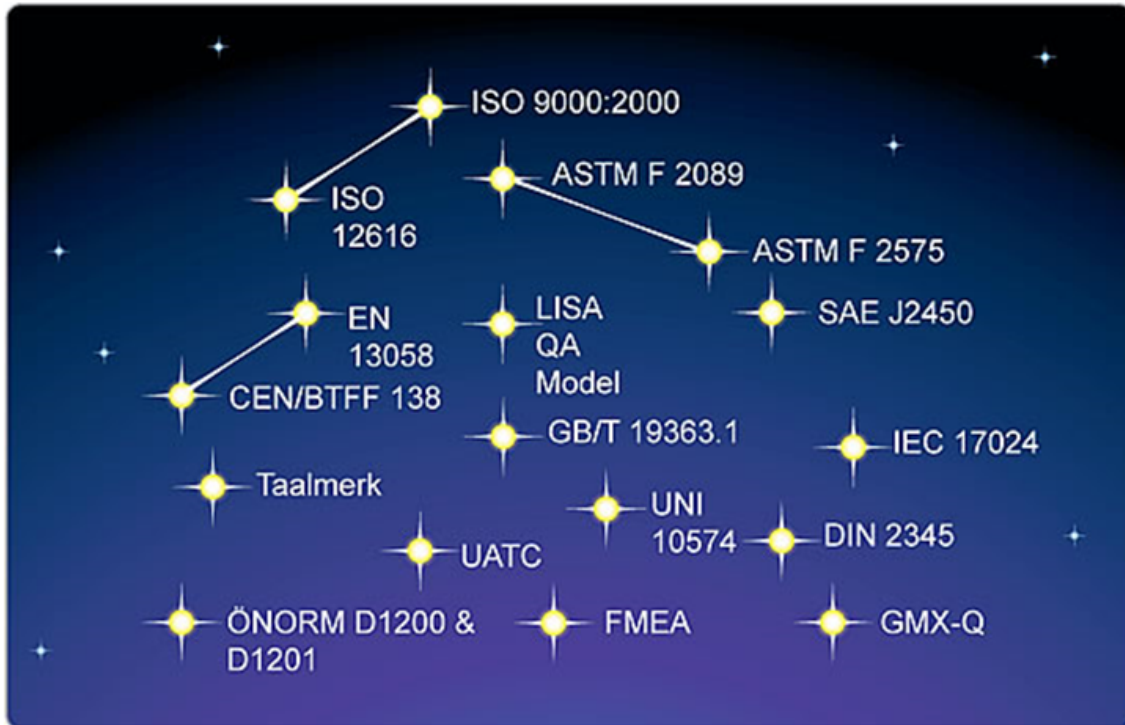 ISO 9000:2000
ASTM F 2089
ISO
12616
ASTM F 2575
EN
13058
LISA
QA
Model
SAE J2450
CEN/BTFF 138
GB/T 19363.1
IEC 17024
Taalmerk
UNI
10574
DIN 2345
UATC
ÖNORM D1200 &
D1201
FMEA
GMX-Q